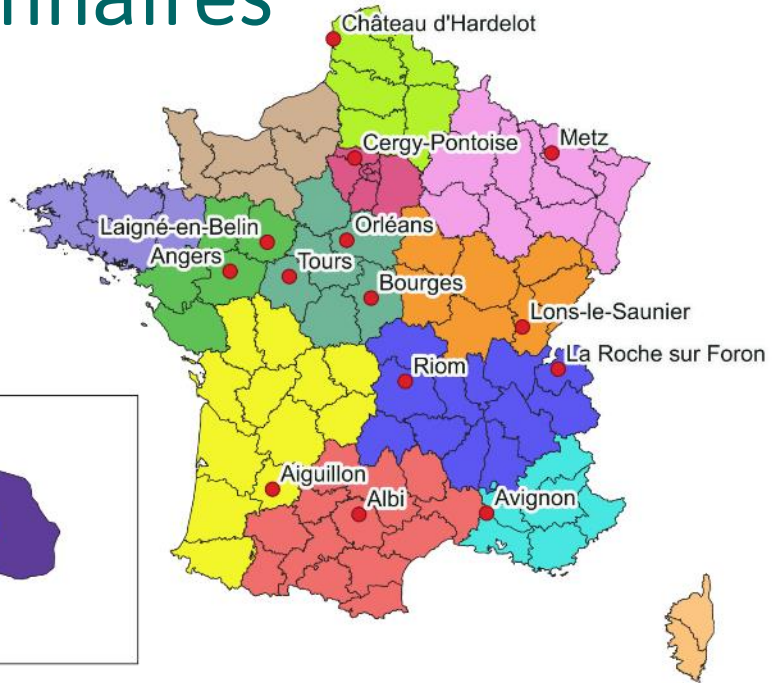 Château d'Hardelot
Cergy-Pontoise
Metz
Laigné-en-Belin
Orléans
Angers
Tours
Bourges
Lons-le-Saunier
La Roche sur Foron
Riom
Aiguillon
Albi
Avignon